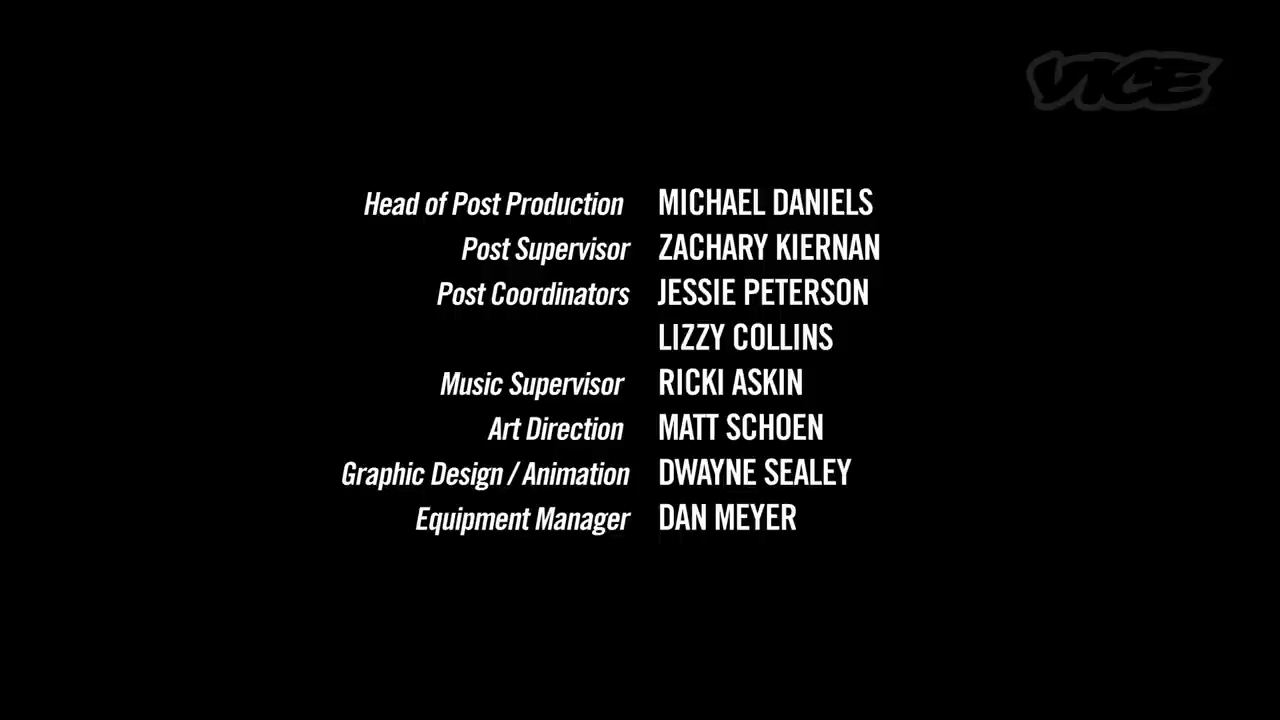 VICE
Head of Post Production MICHAEL DANIELS
Post Supervisor ZACHARY KIERNAN
Post Coordinators JESSIE PETERSON
LIZZY COLLINS
Music Supervisor RICKI ASKIN
Art Direction MATT SCHOEN
Graphic Design / Animation DWAYNE SEALEY
Equipment Manager DAN MEYER